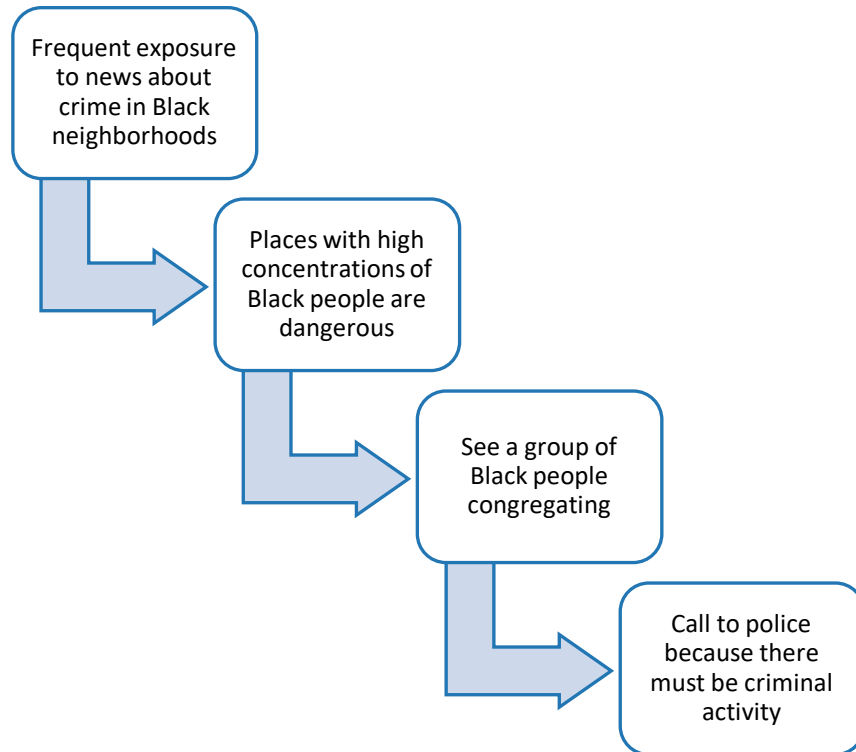 Frequent exposure
to news about
crime in Black
neighborhoods
Places with high
concentrations of
Black people are
dangerous
See a group of
Black people
congregating
Call to police
because there
must be criminal
activity